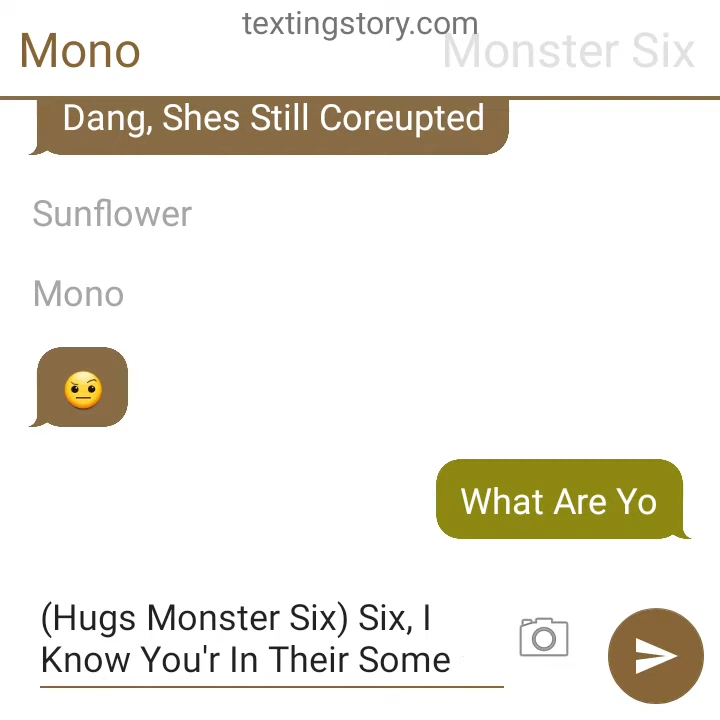 textingstory.com
Mono
Monster Six
Dang, Shes Still Coreupted
Sunflower
Mono
What Are Yo
(Hugs Monster Six) Six, I
Know You'r In Their Some